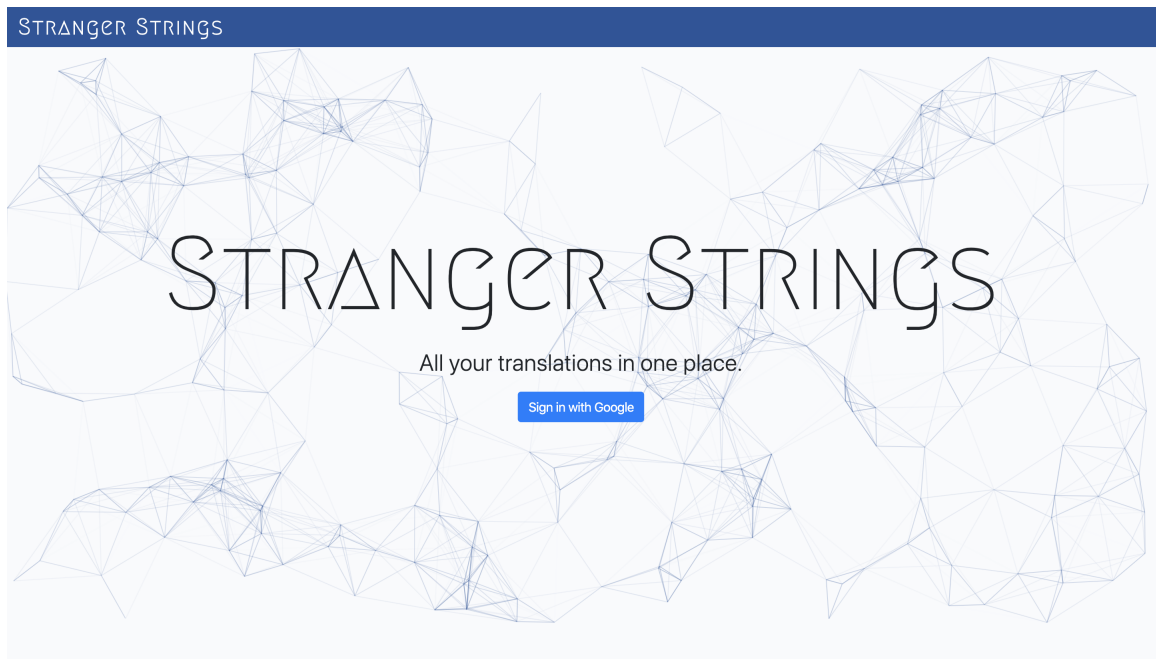 Stranger Strings
Stranger Strings
All your translations in one place.
Sign in with Google